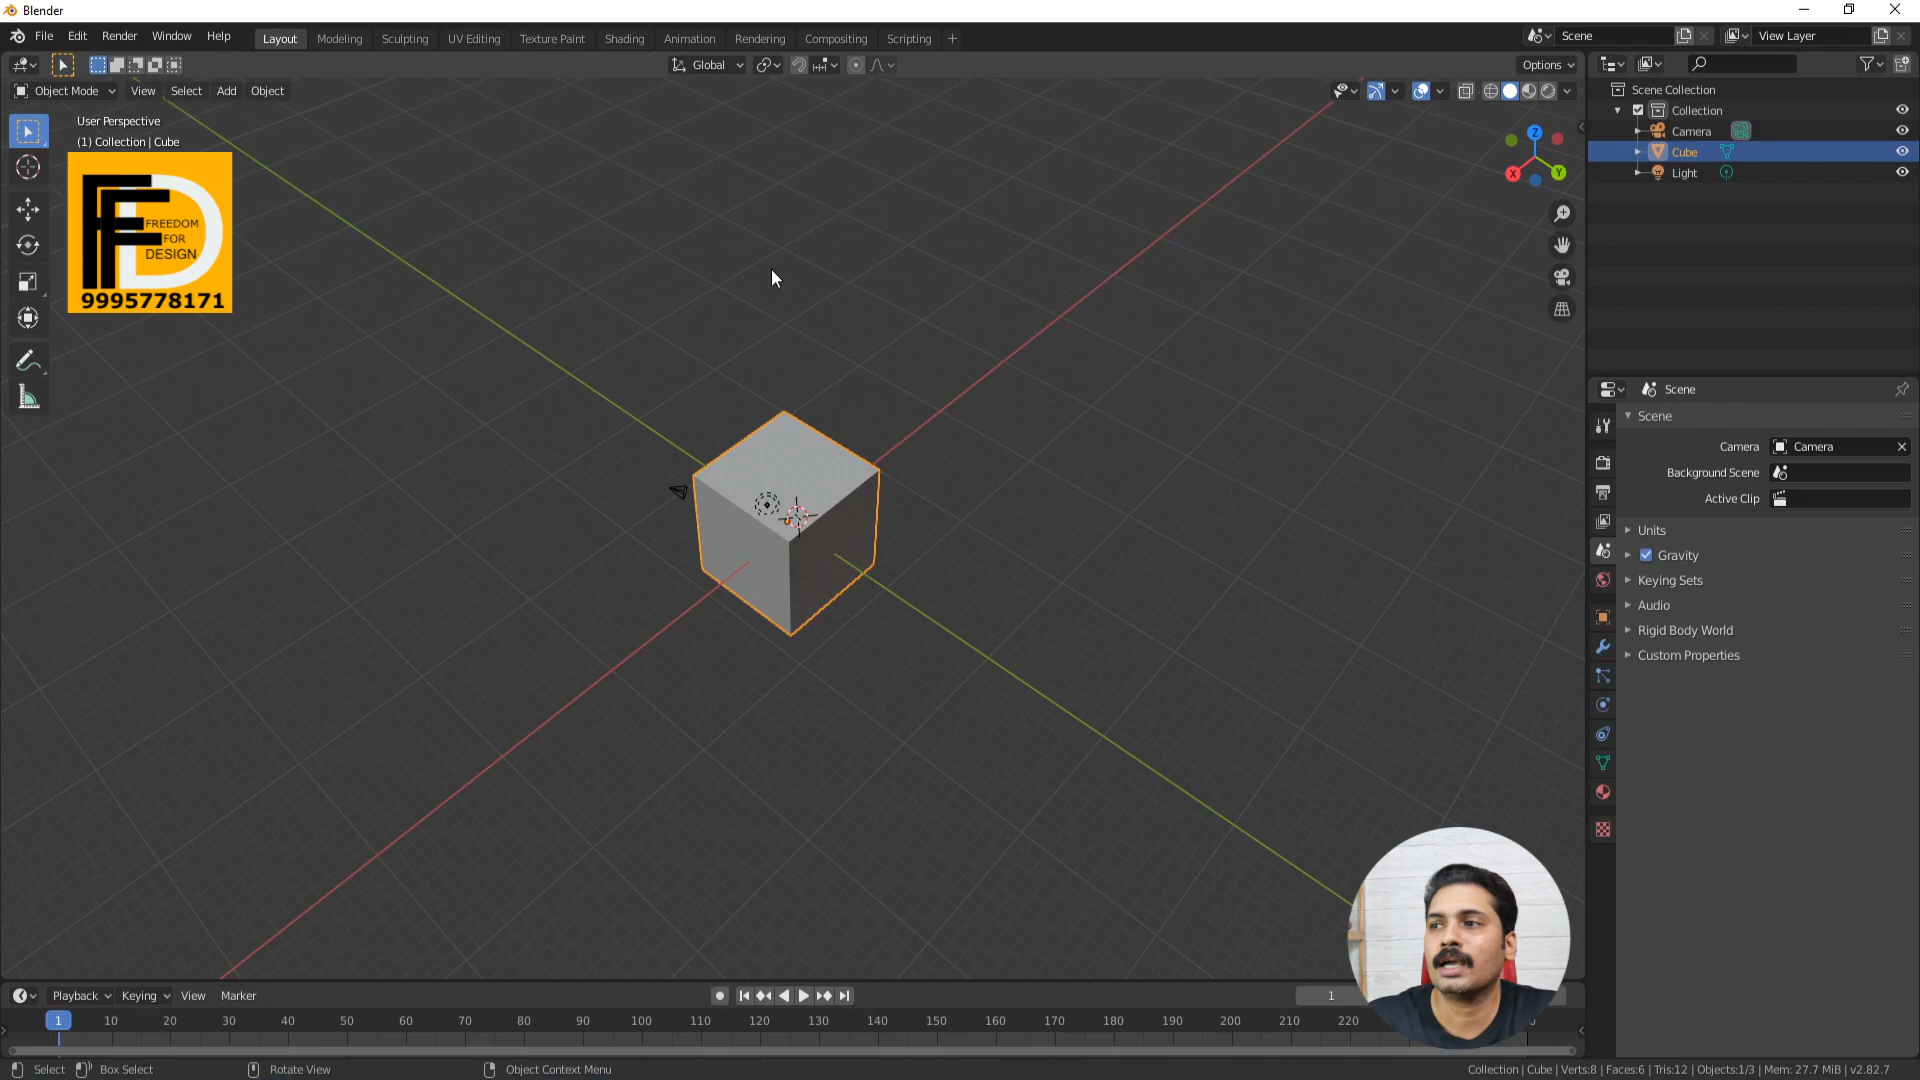 Blender
File Edit Render Window Help Layout Modeling Sculpting UV Editing Texture Paint Shading Animation Rendering Compositing Scripting Scene View Layer
Global Options
Object Mode View Select Add Object
User Perspective
(1) Collection | Cube
FREEDOM
FOR
DESIGN
9995778171
Z
X
Y
Scene Collection
Collection
Camera
Cube
Light
Scene
Scene
Camera Camera
Background Scene
Active Clip
Units
Gravity
Keying Sets
Audio
Rigid Body World
Custom Properties
Playback Keying View Marker 1
1 10 20 30 40 50 60 70 80 90 100 110 120 130 140 150 160 170 180 190 200 210 220
Select Box Select Rotate View Object Context Menu Collection | Cube | Verts:8 | Faces:6 | Tris:12 | Objects:1/3 | Mem: 27.7 MiB | v2.82.7